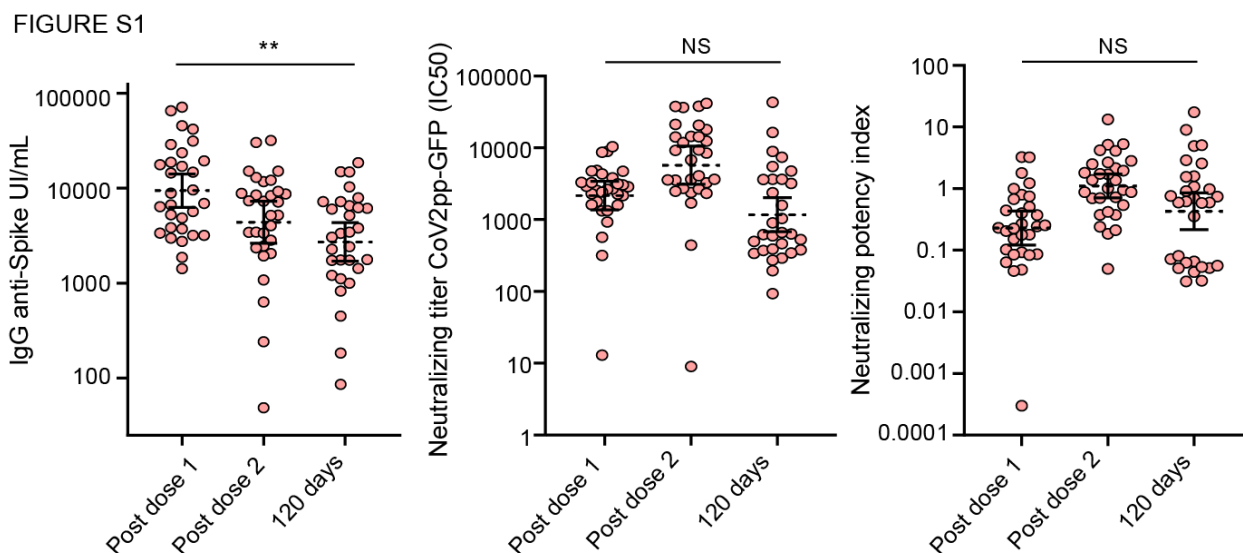 FIGURE S1
**
IgG anti-Spike UI/mL
100000
10000
1000
100
Post dose 1
Post dose 2
120 days
NS
Neutralizing titer CoV2pp-GFP (IC50)
100000
10000
1000
100
10
1
Post dose 1
Post dose 2
120 days
NS
Neutralizing potency index
100
10
1
0.1
0.01
0.001
0.0001
Post dose 1
Post dose 2
120 days